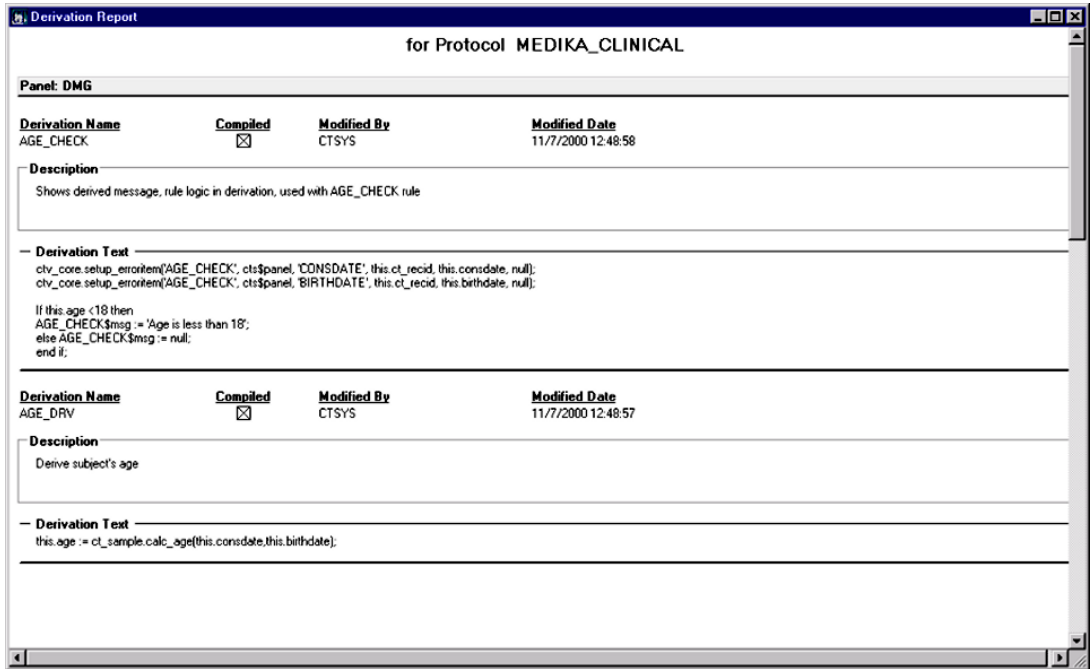 Derivation Report
for Protocol MEDIKA_CLINICAL
Panel: DMG
Derivation Name Compiled Modified By Modified Date
AGE_CHECK CTSYS 11/7/2000 12:48:58
Description
Shows derived message, rule logic in derivation, used with AGE_CHECK rule
Derivation Text
ctv_core.setup_erroritem('AGE_CHECK', cts$panel, 'CONSDATE', this.ct_recid, this.consdate, null);
ctv_core.setup_erroritem('AGE_CHECK', cts$panel, 'BIRTHDATE', this.ct_recid, this.birthdate, null);
If this.age <18 then
AGE_CHECK$msg := 'Age is less than 18';
else AGE_CHECK$msg := null;
end if;
Derivation Name Compiled Modified By Modified Date
AGE_DRV CTSYS 11/7/2000 12:48:57
Description
Derive subject's age
Derivation Text
this.age := ct_sample.calc_age(this.consdate,this.birthdate);